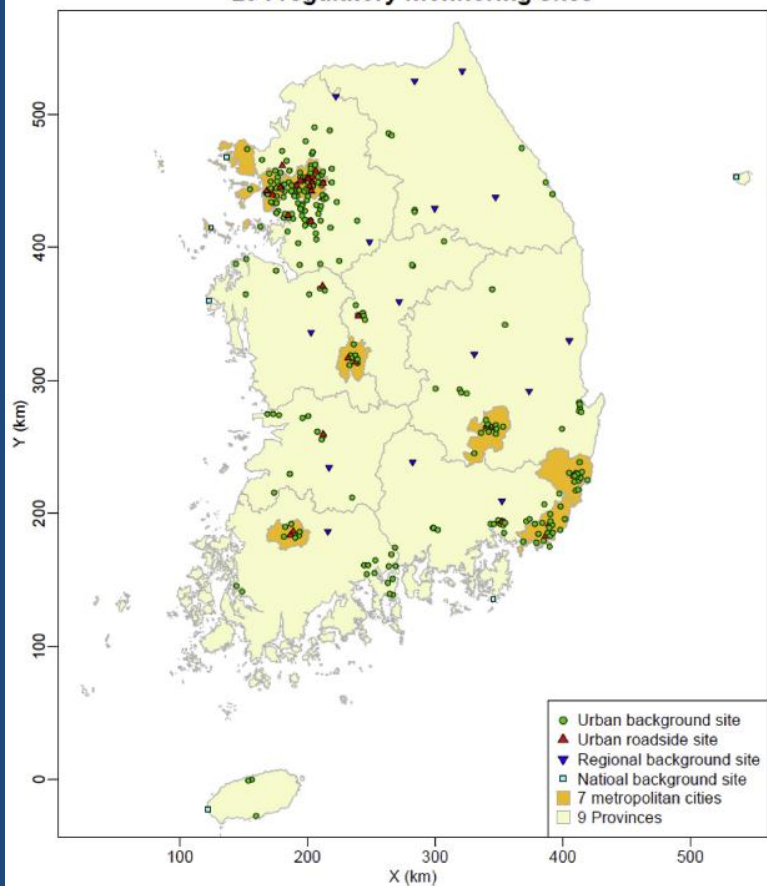 500
400
300
200
100
0
Y (km)
100
200
300
400
500
X (km)
Urban background site
Urban roadside site
Regional background site
Natioal background site
7 metropolitan cities
9 Provinces